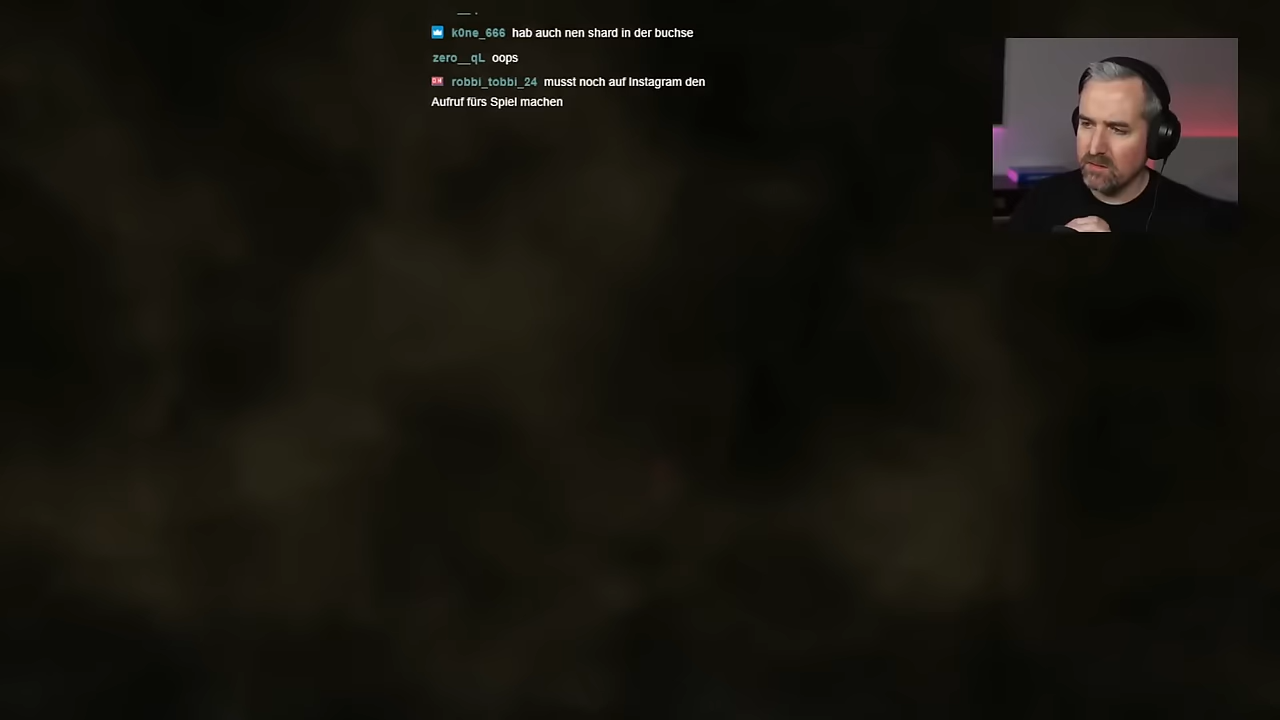 k0ne_666 hab auch nen shard in der buchse
zero__qL oops
robbi_tobbi_24 musst noch auf Instagram den
Aufruf fürs Spiel machen